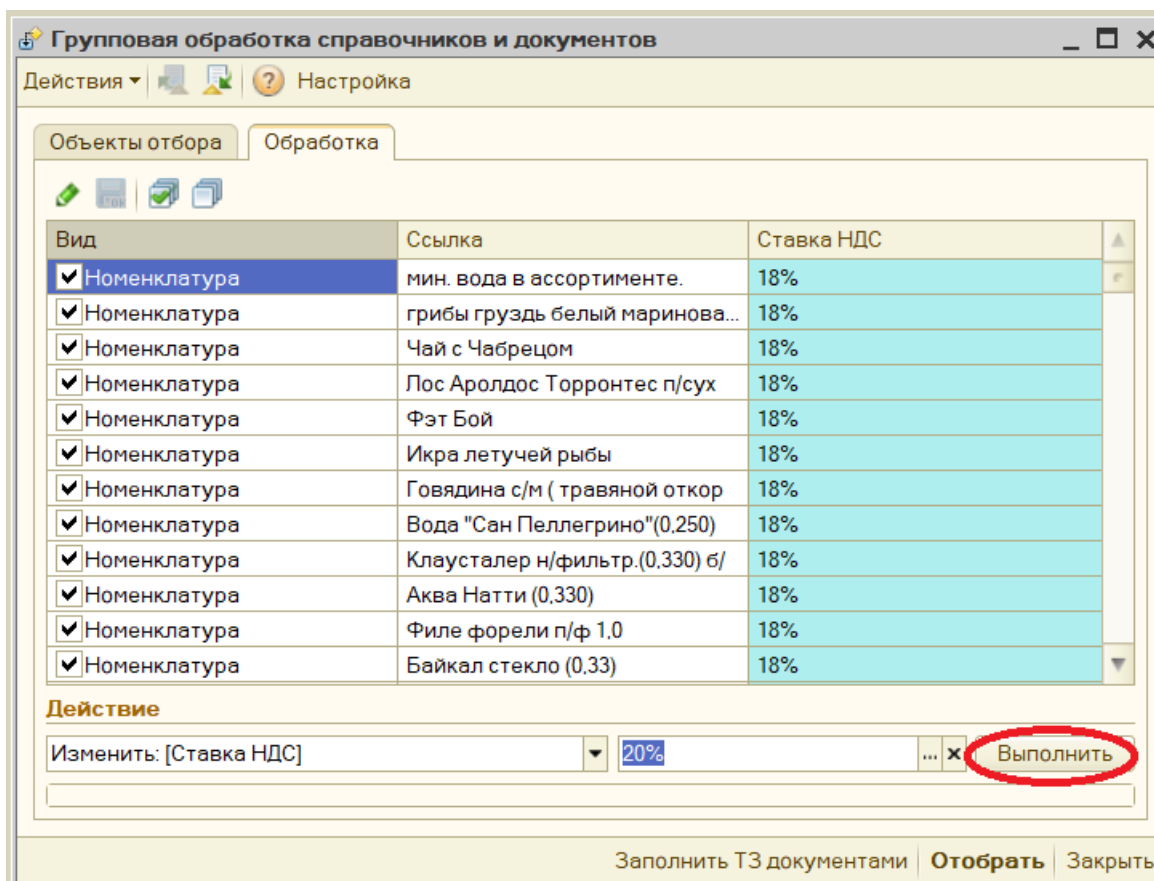 Групповая обработка справочников и документов
Действия Настройка
Объекты отбора Обработка
Вид Ссылка Ставка НДС
Номенклатура мин. вода в ассортименте. 18%
Номенклатура грибы груздь белый маринова... 18%
Номенклатура Чай с Чабрецом 18%
Номенклатура Лос Аролдос Торронтес п/сух 18%
Номенклатура Фэт Бой 18%
Номенклатура Икра летучей рыбы 18%
Номенклатура Говядина с/м ( травяной откор 18%
Номенклатура Вода "Сан Пеллегрино"(0,250) 18%
Номенклатура Клаусталер н/фильтр.(0,330) б/ 18%
Номенклатура Аква Натти (0,330) 18%
Номенклатура Филе форели п/ф 1,0 18%
Номенклатура Байкал стекло (0,33) 18%
Действие
Изменить: [Ставка НДС] 20% ... x Выполнить
Заполнить ТЗ документами Отобрать Закрыть